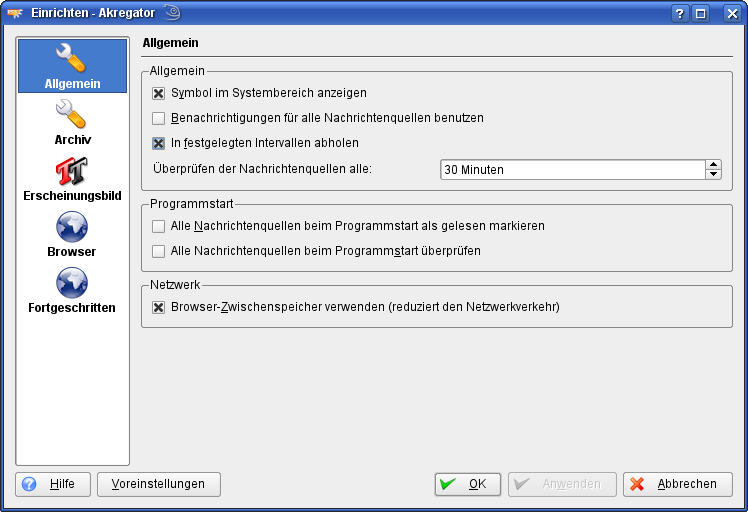 Einrichten - Akregator
Allgemein
Archiv
Erscheinungsbild
Browser
Fortgeschritten
Allgemein
Allgemein
Symbol im Systembereich anzeigen
Benachrichtigungen für alle Nachrichtenquellen benutzen
In festgelegten Intervallen abholen
Überprüfen der Nachrichtenquellen alle: 30 Minuten
Programmstart
Alle Nachrichtenquellen beim Programmstart als gelesen markieren
Alle Nachrichtenquellen beim Programmstart überprüfen
Netzwerk
Browser-Zwischenspeicher verwenden (reduziert den Netzwerkverkehr)
Hilfe Voreinstellungen OK Anwenden Abbrechen